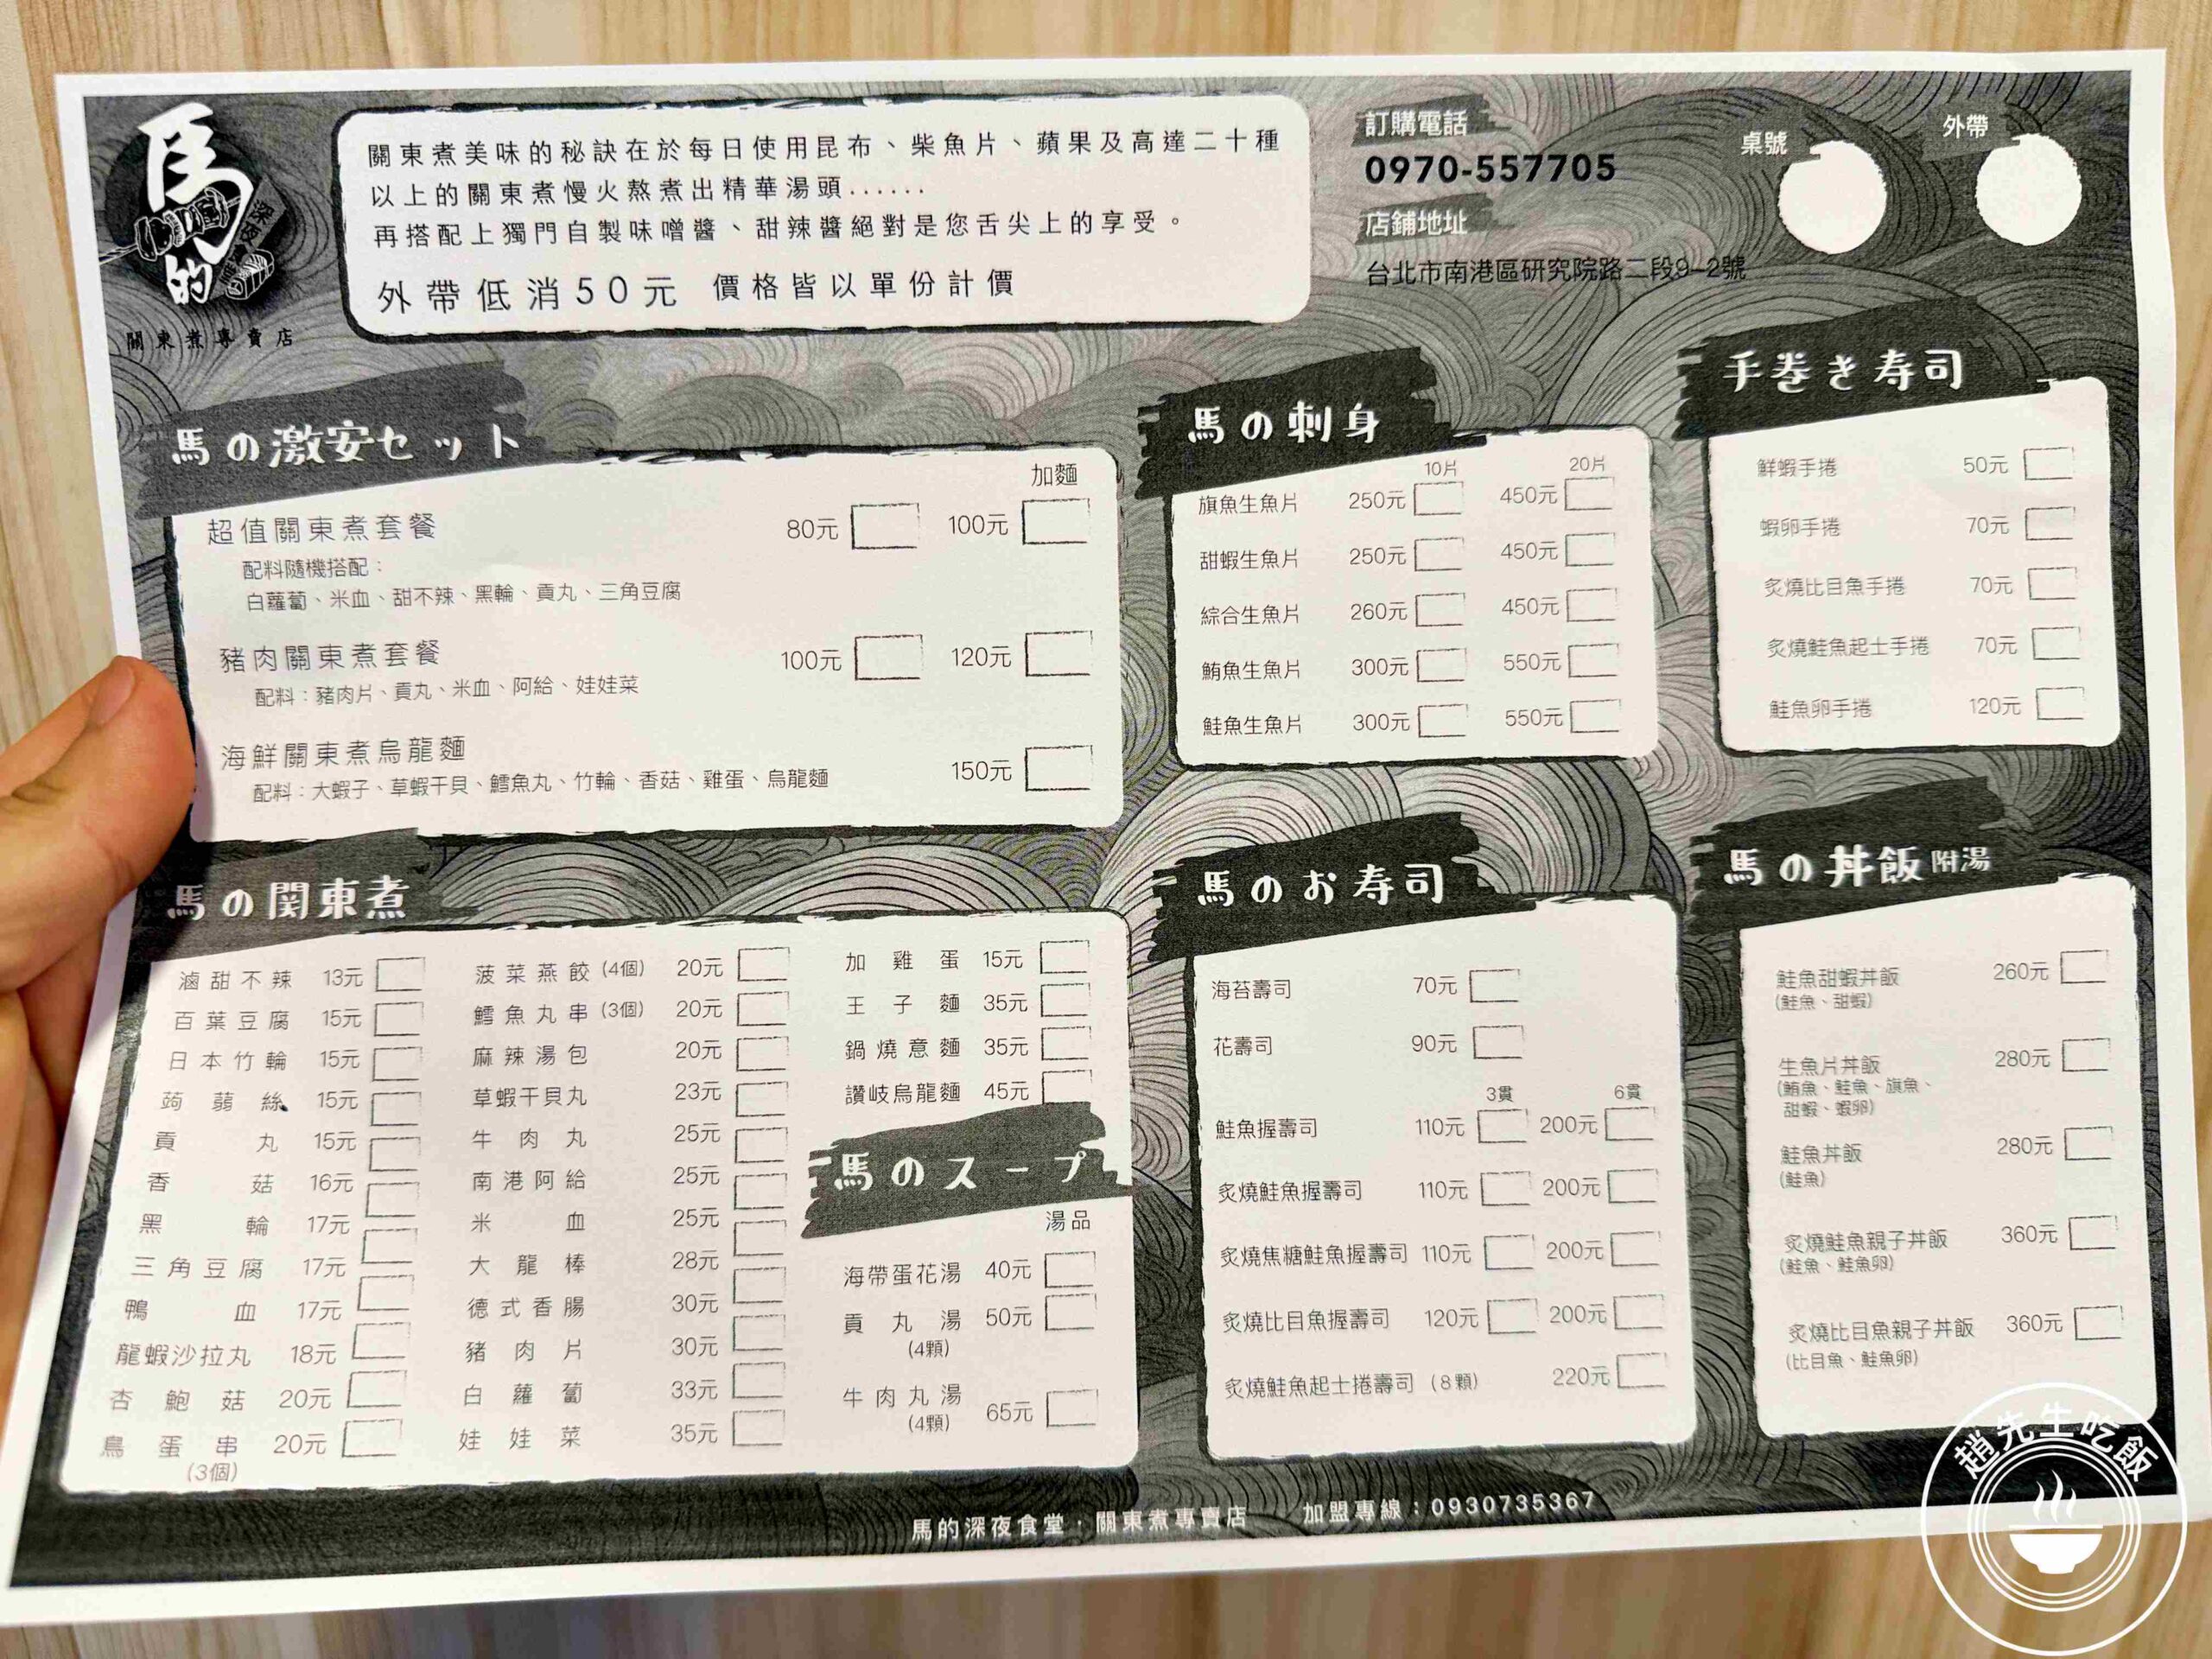 馬的
深夜
關東煮專賣店
關東煮美味的秘訣在於每日使用昆布、柴魚片、蘋果及高達二十種
以上的關東煮慢火熬煮出精華湯頭......
再搭配上獨門自製味噌醬、甜辣醬絕對是您舌尖上的享受。
外帶低消50元 價格皆以單份計價
訂購電話
0970-557705
店鋪地址
台北市南港區研究院路二段9-2號
桌號
外帶
馬の激安セット
加麵
超值關東煮套餐 80元 100元
配料隨機搭配：
白蘿蔔、米血、甜不辣、黑輪、貢丸、三角豆腐
豬肉關東煮套餐 100元 120元
配料：豬肉片、貢丸、米血、阿給、娃娃菜
海鮮關東煮烏龍麵 150元
配料：大蝦子、草蝦干貝、鱈魚丸、竹輪、香菇、雞蛋、烏龍麵
馬の刺身
10片 20片
旗魚生魚片 250元 450元
甜蝦生魚片 250元 450元
綜合生魚片 260元 450元
鮪魚生魚片 300元 550元
鮭魚生魚片 300元 550元
手巻き寿司
鮮蝦手捲 50元
蝦卵手捲 70元
炙燒比目魚手捲 70元
炙燒鮭魚起士手捲 70元
鮭魚卵手捲 120元
馬の関東煮
滷甜不辣 13元
百葉豆腐 15元
日本竹輪 15元
蒟蒻絲 15元
貢丸 15元
香菇 16元
黑輪 17元
三角豆腐 17元
鴨血 17元
龍蝦沙拉丸 18元
杏鮑菇 20元
鳥蛋串 20元
(3個)
菠菜燕餃(4個) 20元
鱈魚丸串(3個) 20元
麻辣湯包 20元
草蝦干貝丸 23元
牛肉丸 25元
南港阿給 25元
米血 25元
大龍棒 28元
德式香腸 30元
豬肉片 30元
白蘿蔔 33元
娃娃菜 35元
加雞蛋 15元
王子麵 35元
鍋燒意麵 35元
讚岐烏龍麵 45元
馬のスープ
湯品
海帶蛋花湯 40元
貢丸湯 50元
(4顆)
牛肉丸湯 65元
(4顆)
馬のお寿司
海苔壽司 70元
花壽司 90元
3貫 6貫
鮭魚握壽司 110元 200元
炙燒鮭魚握壽司 110元 200元
炙燒焦糖鮭魚握壽司 110元 200元
炙燒比目魚握壽司 120元 200元
炙燒鮭魚起士捲壽司（8顆） 220元
馬の丼飯 附湯
鮭魚甜蝦丼飯 260元
(鮭魚、甜蝦)
生魚片丼飯 280元
(鮪魚、鮭魚、旗魚、
甜蝦、蝦卵)
鮭魚丼飯 280元
(鮭魚)
炙燒鮭魚親子丼飯 360元
(鮭魚、鮭魚卵)
炙燒比目魚親子丼飯 360元
(比目魚、鮭魚卵)
馬的深夜食堂·關東煮專賣店 加盟專線：0930735367
趙先生吃飯